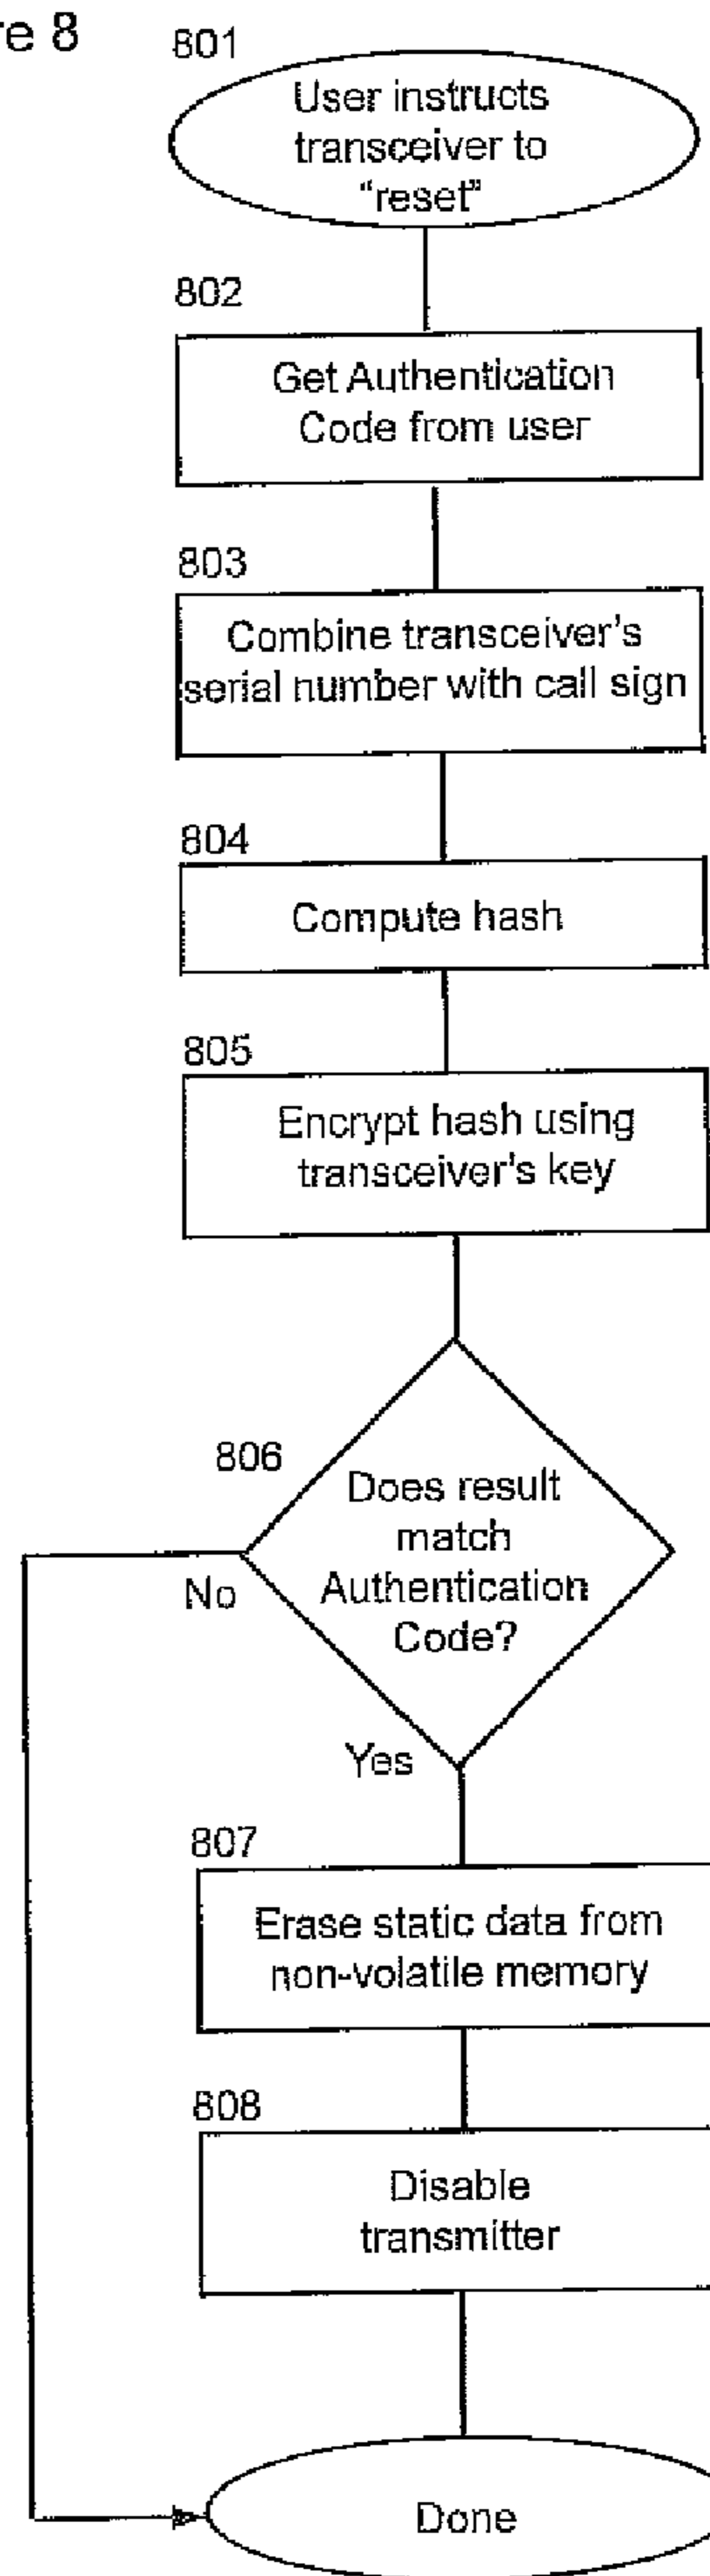 re 8
801
User instructs
transceiver to
“reset”
802
Get Authentication
Code from user
803
Combine transceiver's
serial number with call sign
804
Compute hash
805
Encrypt hash using
transceiver's key
806
Does result
match
Authentication
Code?
No
Yes
807
Erase static data from
non-volatile memory
808
Disable
transmitter
Done